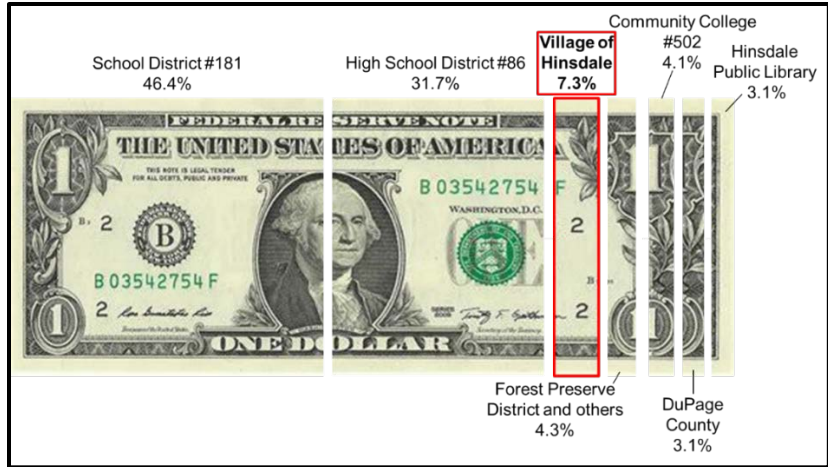 School District #181
46.4%
High School District #86
31.7%
Village of
Hinsdale
7.3%
Community College
#502
4.1%
Hinsdale
Public Library
3.1%
FEDERAL RESERVE NOTE
THE UNITED STATES OF AMERICA
THIS NOTE IS LEGAL TENDER
FOR ALL DEBTS, PUBLIC AND PRIVATE
B 03542754 F
WASHINGTON, D.C.
1
2
B
2
B 03542754 F
2
2
1
SERIES
ONE DOLLAR
1
Forest Preserve
District and others
4.3%
DuPage
County
3.1%